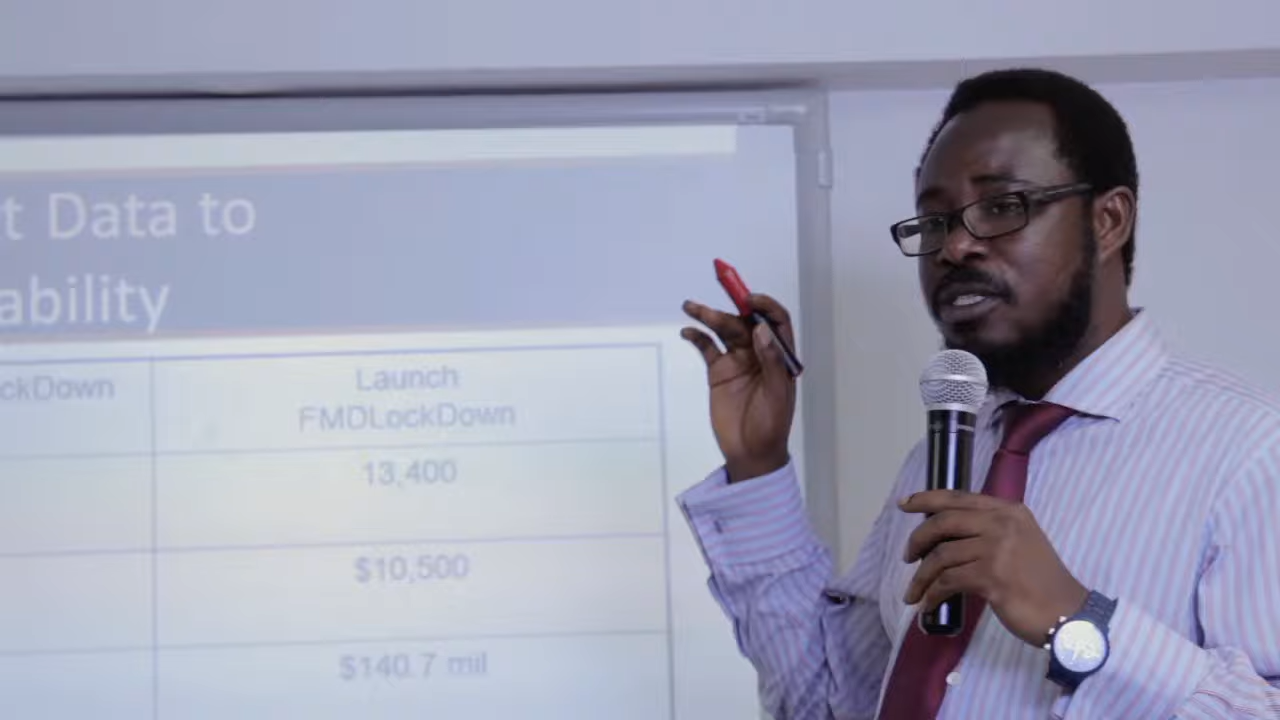 t Data to
ability
ckDown
Launch
FMDLockDown
13,400
$10,500
$140.7 mil